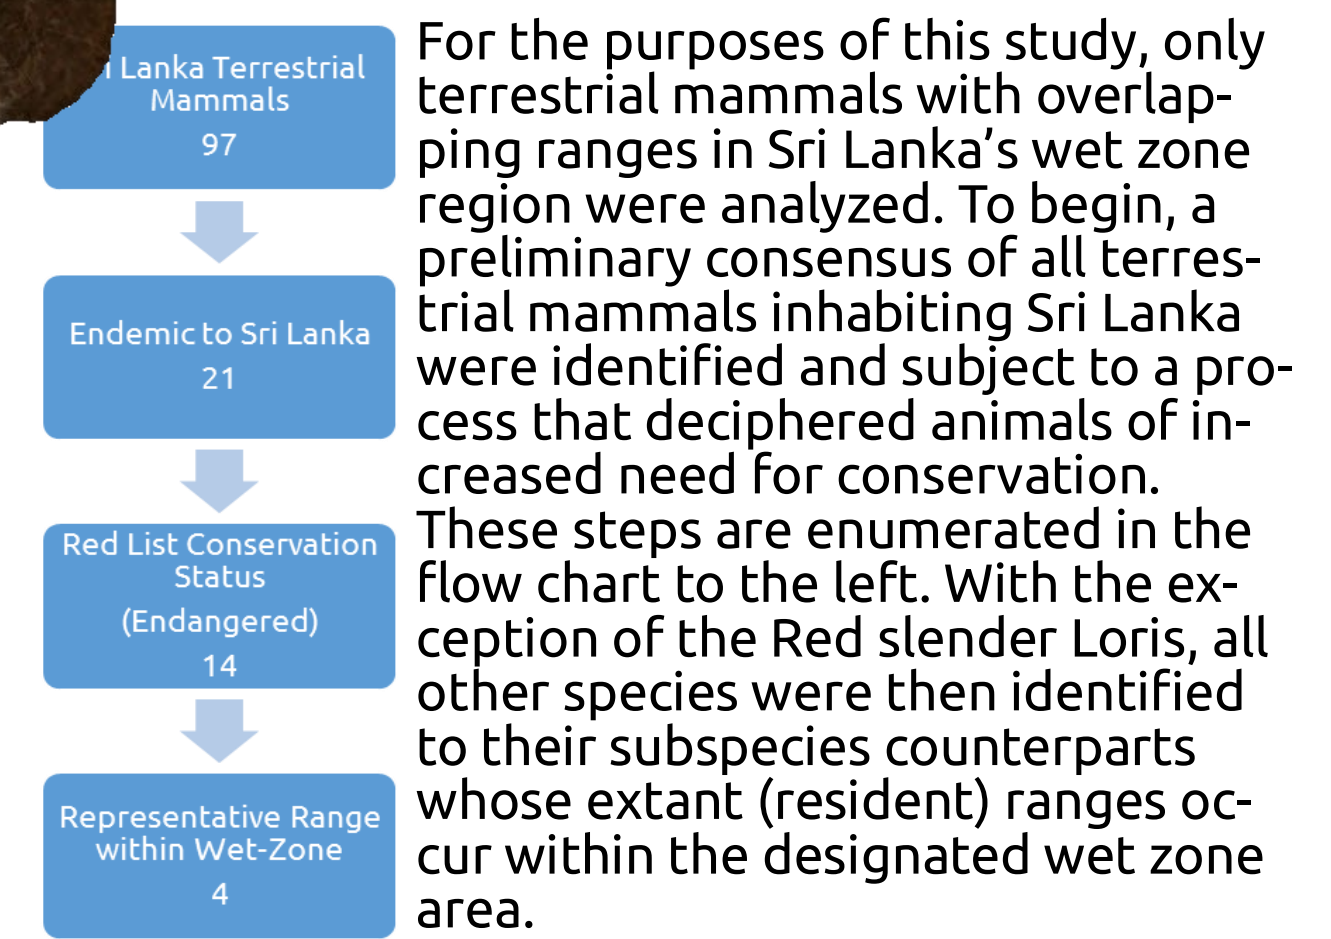 Lanka Terrestrial
Mammals
97
Endemic to Sri Lanka
21
Red List Conservation
Status
(Endangered)
14
Representative Range
within Wet-Zone
4
For the purposes of this study, only
terrestrial mammals with overlap-
ping ranges in Sri Lanka’s wet zone
region were analyzed. To begin, a
preliminary consensus of all terres-
trial mammals inhabiting Sri Lanka
were identified and subject to a pro-
cess that deciphered animals of in-
creased need for conservation.
These steps are enumerated in the
flow chart to the left. With the ex-
ception of the Red slender Loris, all
other species were then identified
to their subspecies counterparts
whose extant (resident) ranges oc-
cur within the designated wet zone
area.